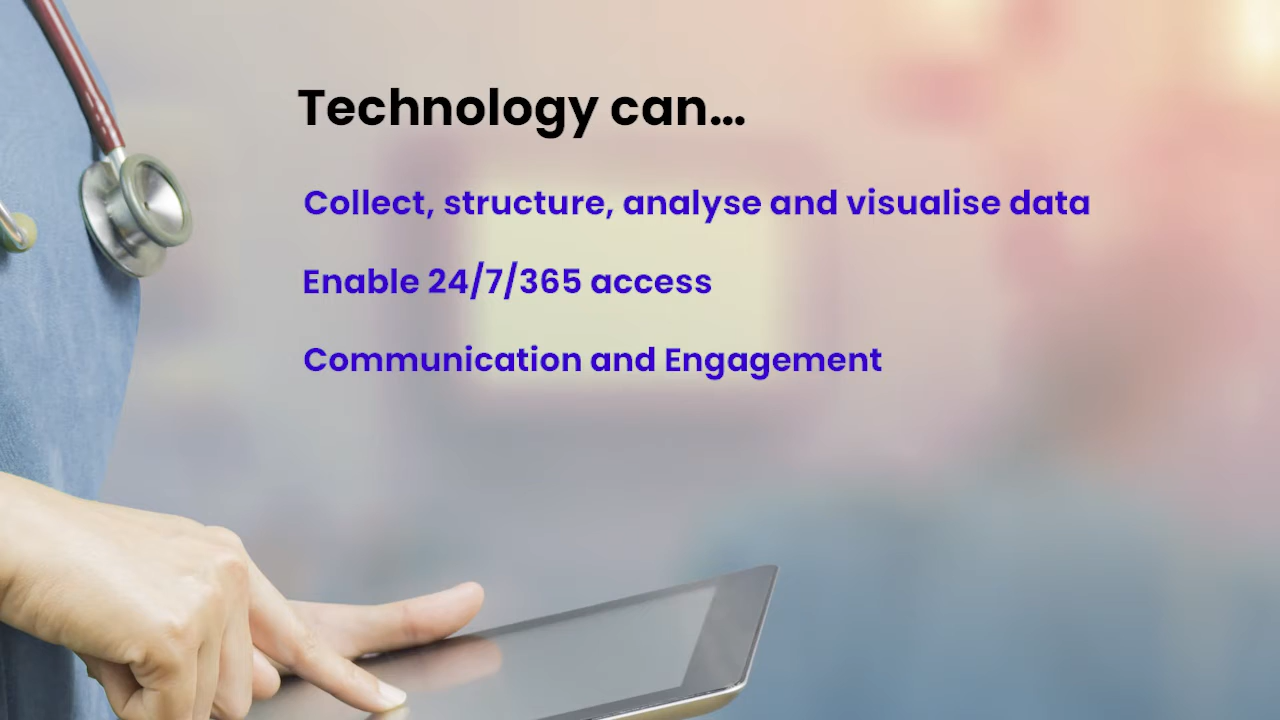 Technology can...
Collect, structure, analyse and visualise data
Enable 24/7/365 access
Communication and Engagement